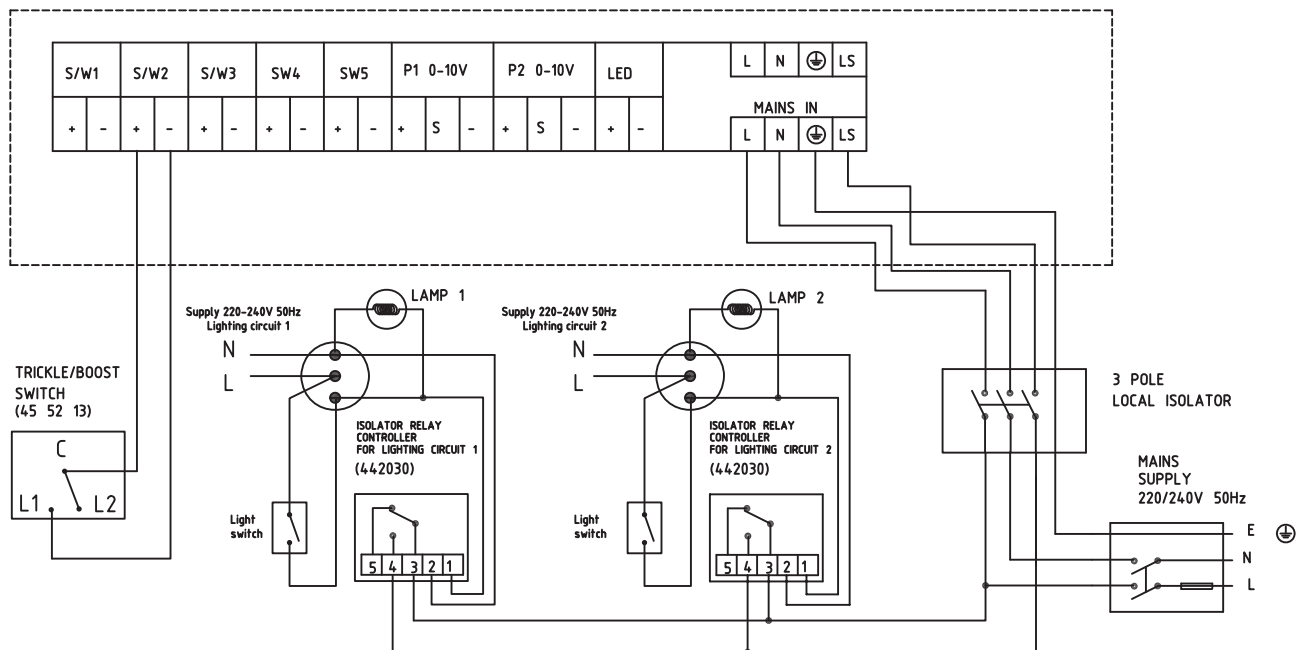 S/W1 S/W2 S/W3 SW4 SW5 P1 0-10V P2 0-10V LED
L N LS
MAINS IN
+ - + - + - + - + - + S - + S - + -
L N LS
LAMP 1
Supply 220-240V 50Hz
Lighting circuit 1
N
L
LAMP 2
Supply 220-240V 50Hz
Lighting circuit 2
N
L
TRICKLE/BOOST
SWITCH
(45 52 13)
C
L1 L2
ISOLATOR RELAY
CONTROLLER
FOR LIGHTING CIRCUIT 1
(442030)
Light
switch
5 4 3 2 1
ISOLATOR RELAY
CONTROLLER
FOR LIGHTING CIRCUIT 2
(442030)
Light
switch
5 4 3 2 1
3 POLE
LOCAL ISOLATOR
MAINS
SUPPLY
220/240V 50Hz
E
N
L